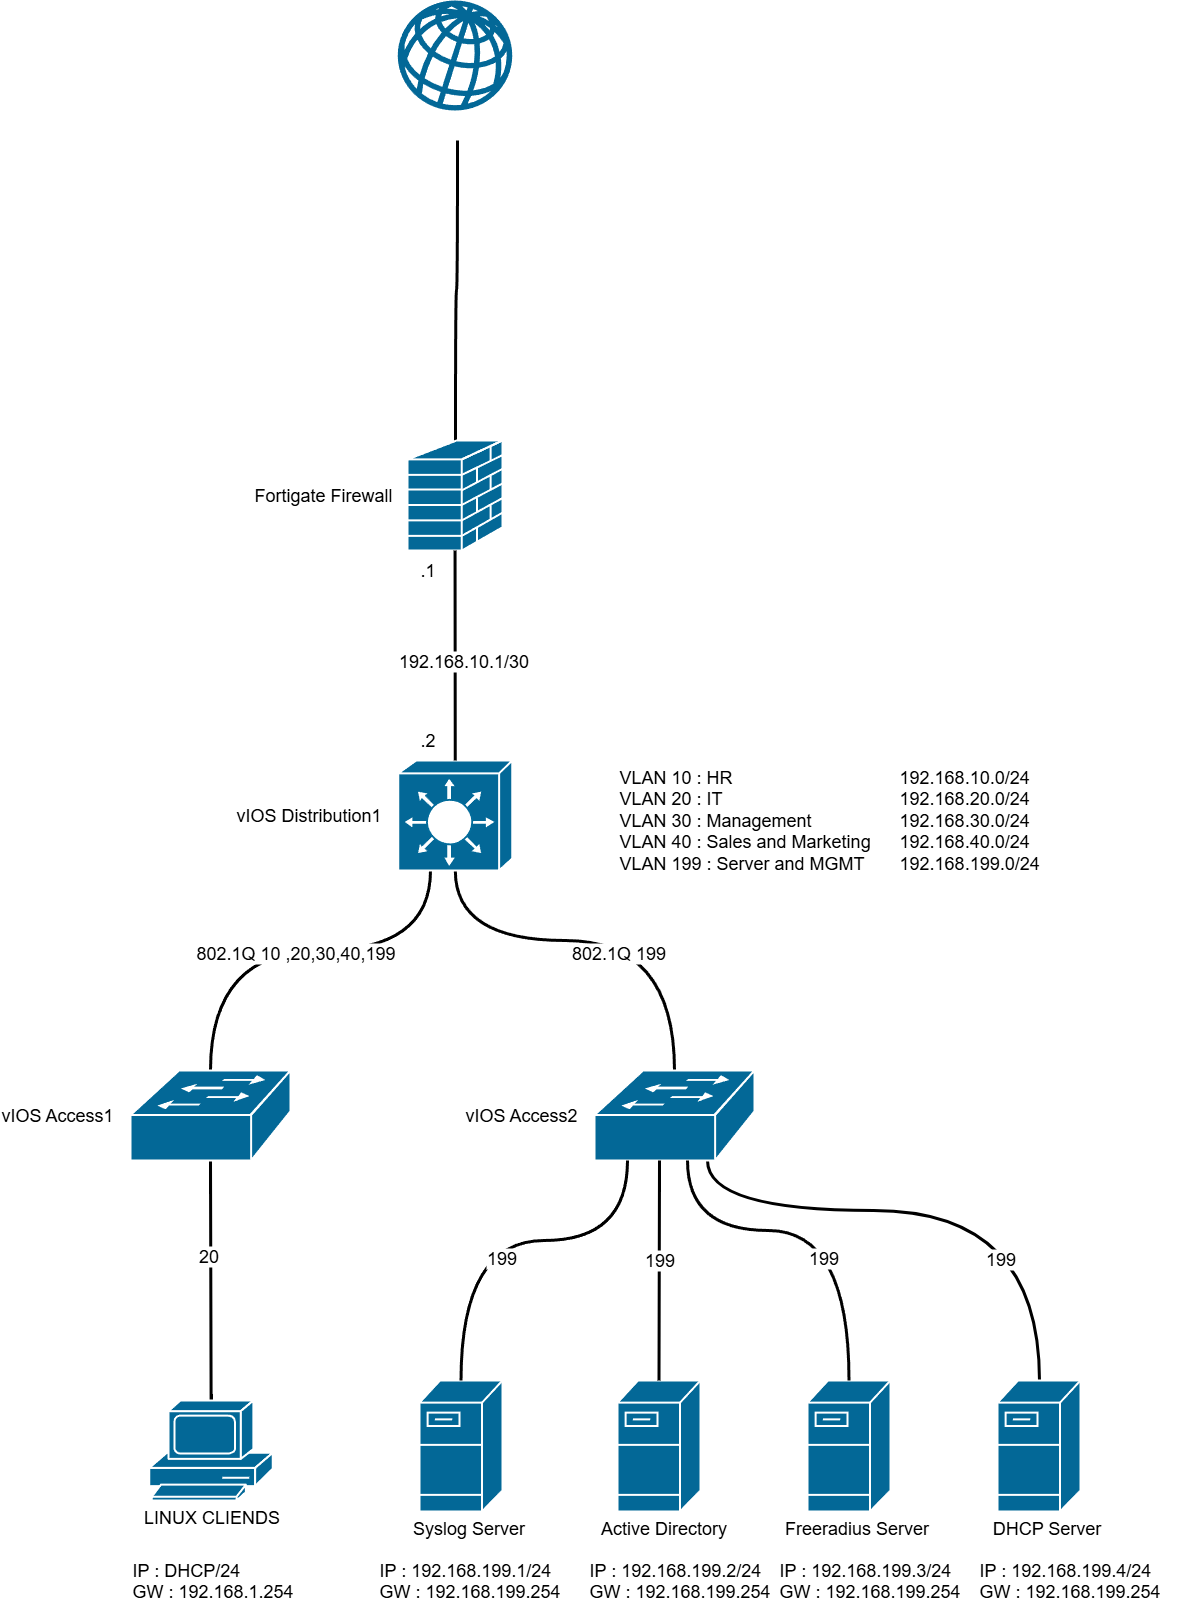 Fortigate Firewall
.1
192.168.10.1/30
.2
vIOS Distribution1
VLAN 10 : HR 192.168.10.0/24
VLAN 20 : IT 192.168.20.0/24
VLAN 30 : Management 192.168.30.0/24
VLAN 40 : Sales and Marketing 192.168.40.0/24
VLAN 199 : Server and MGMT 192.168.199.0/24
802.1Q 10 ,20,30,40,199
802.1Q 199
vIOS Access1
vIOS Access2
20
199
199
199
199
LINUX CLIENDS
Syslog Server
Active Directory
Freeradius Server
DHCP Server
IP : DHCP/24
GW : 192.168.1.254
IP : 192.168.199.1/24
GW : 192.168.199.254
IP : 192.168.199.2/24
GW : 192.168.199.254
IP : 192.168.199.3/24
GW : 192.168.199.254
IP : 192.168.199.4/24
GW : 192.168.199.254